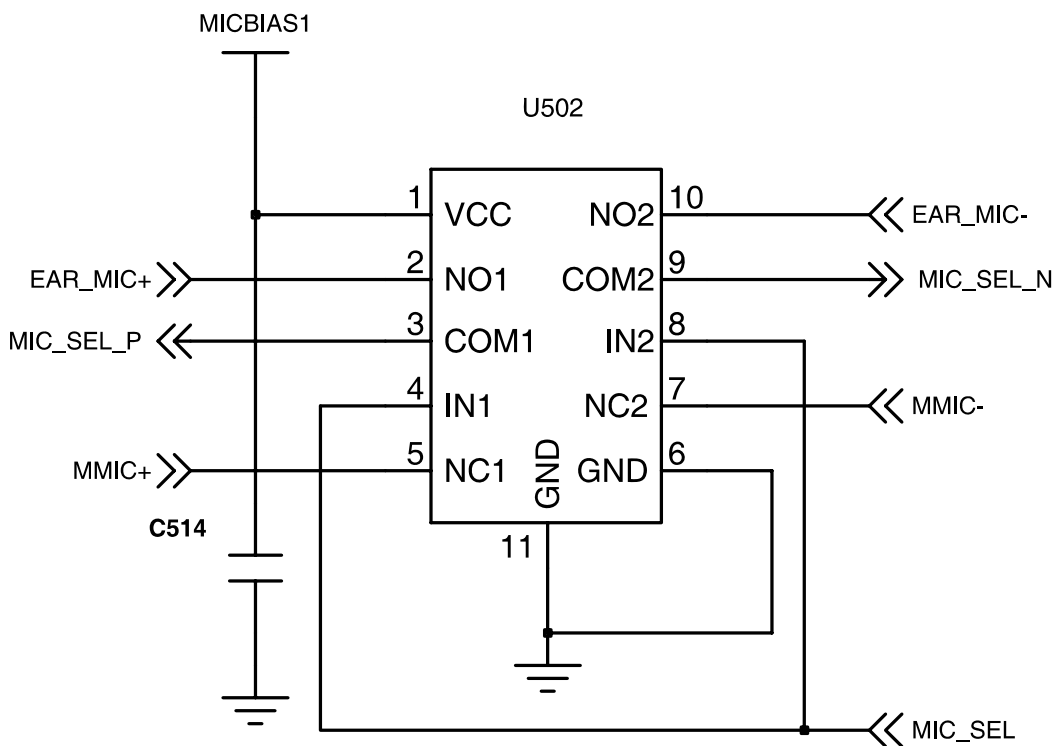 MICBIAS1
U502
1 VCC NO2 10 EAR_MIC-
EAR_MIC+ 2 NO1 COM2 9 MIC_SEL_N
MIC_SEL_P 3 COM1 IN2 8
4 IN1 NC2 7 MMIC-
MMIC+ 5 NC1 GND GND 6
C514
11
MIC_SEL